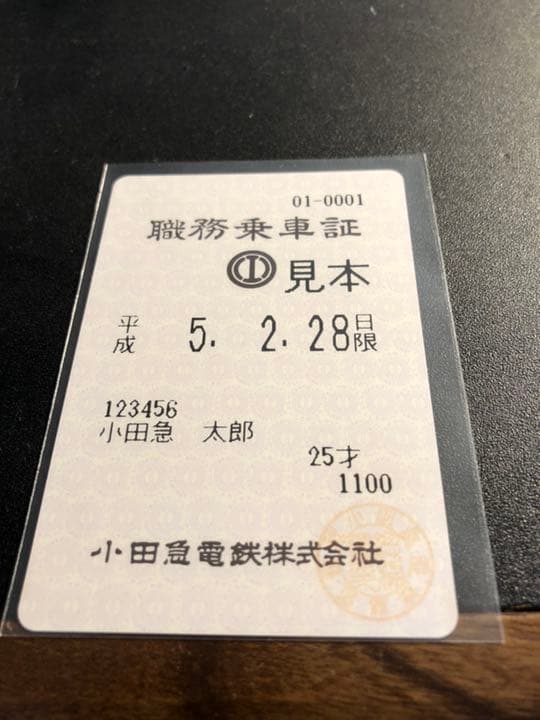 01-0001
職務乗車証
見本
平成 5. 2. 28 日限
123456
小田急 太郎
25才
1100
小田急電鉄株式会社